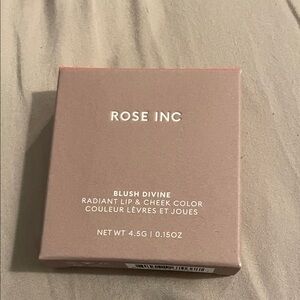 ROSE INC
BLUSH DIVINE
RADIANT LIP & CHEEK COLOR
COULEUR LÈVRES ET JOUES
NET WT 4.5G | 0.15OZ